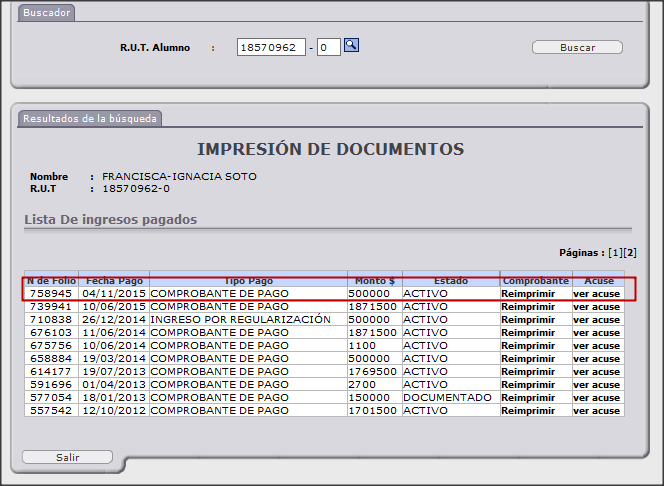 Buscador
R.U.T. Alumno : 18570962 - 0 Buscar
Resultados de la búsqueda
IMPRESIÓN DE DOCUMENTOS
Nombre : FRANCISCA-IGNACIA SOTO
R.U.T : 18570962-0
Lista De ingresos pagados
Páginas : [1][2]
N de Folio Fecha Pago Tipo Pago Monto $ Estado Comprobante Acuse
758945 04/11/2015 COMPROBANTE DE PAGO 500000 ACTIVO Reimprimir ver acuse
739941 10/06/2015 COMPROBANTE DE PAGO 1871500 ACTIVO Reimprimir ver acuse
710838 26/12/2014 INGRESO POR REGULARIZACIÓN 500000 ACTIVO Reimprimir ver acuse
676103 11/06/2014 COMPROBANTE DE PAGO 1871500 ACTIVO Reimprimir ver acuse
675756 10/06/2014 COMPROBANTE DE PAGO 1100 ACTIVO Reimprimir ver acuse
658884 19/03/2014 COMPROBANTE DE PAGO 500000 ACTIVO Reimprimir ver acuse
614177 19/07/2013 COMPROBANTE DE PAGO 1769500 ACTIVO Reimprimir ver acuse
591696 01/04/2013 COMPROBANTE DE PAGO 2700 ACTIVO Reimprimir ver acuse
577054 18/01/2013 COMPROBANTE DE PAGO 150000 DOCUMENTADO Reimprimir ver acuse
557542 12/10/2012 COMPROBANTE DE PAGO 1701500 ACTIVO Reimprimir ver acuse
Salir